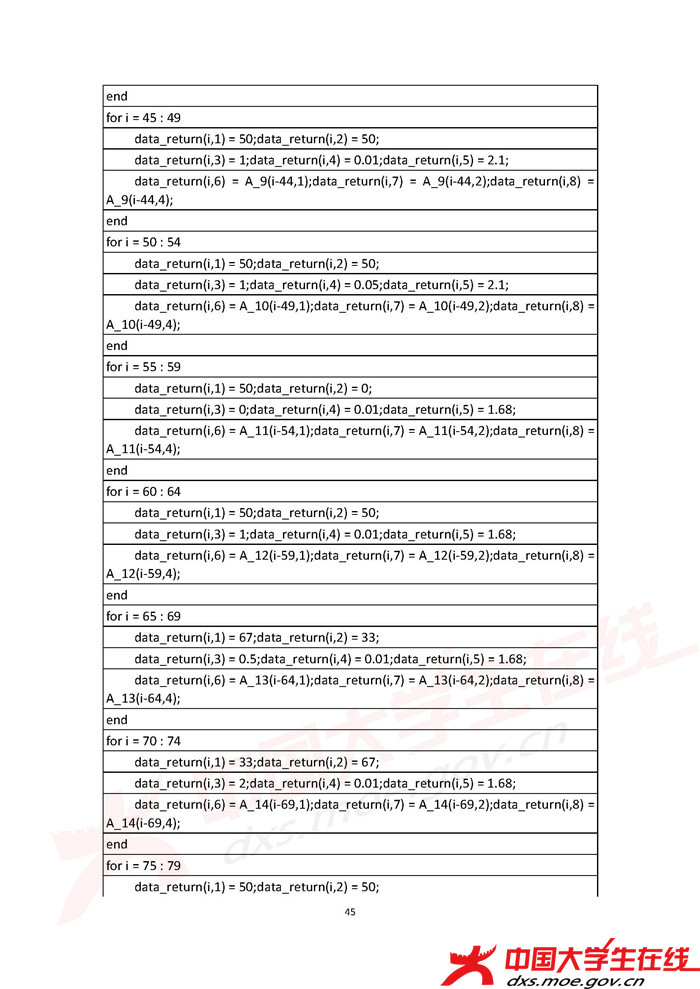 end
for i = 45 : 49
data_return(i,1) = 50;data_return(i,2) = 50;
data_return(i,3) = 1;data_return(i,4) = 0.01;data_return(i,5) = 2.1;
data_return(i,6) = A_9(i-44,1);data_return(i,7) = A_9(i-44,2);data_return(i,8) =
A_9(i-44,4);
end
for i = 50 : 54
data_return(i,1) = 50;data_return(i,2) = 50;
data_return(i,3) = 1;data_return(i,4) = 0.05;data_return(i,5) = 2.1;
data_return(i,6) = A_10(i-49,1);data_return(i,7) = A_10(i-49,2);data_return(i,8) =
A_10(i-49,4);
end
for i = 55 : 59
data_return(i,1) = 50;data_return(i,2) = 0;
data_return(i,3) = 0;data_return(i,4) = 0.01;data_return(i,5) = 1.68;
data_return(i,6) = A_11(i-54,1);data_return(i,7) = A_11(i-54,2);data_return(i,8) =
A_11(i-54,4);
end
for i = 60 : 64
data_return(i,1) = 50;data_return(i,2) = 50;
data_return(i,3) = 1;data_return(i,4) = 0.01;data_return(i,5) = 1.68;
data_return(i,6) = A_12(i-59,1);data_return(i,7) = A_12(i-59,2);data_return(i,8) =
A_12(i-59,4);
end
for i = 65 : 69
data_return(i,1) = 67;data_return(i,2) = 33;
data_return(i,3) = 0.5;data_return(i,4) = 0.01;data_return(i,5) = 1.68;
data_return(i,6) = A_13(i-64,1);data_return(i,7) = A_13(i-64,2);data_return(i,8) =
A_13(i-64,4);
end
for i = 70 : 74
data_return(i,1) = 33;data_return(i,2) = 67;
data_return(i,3) = 2;data_return(i,4) = 0.01;data_return(i,5) = 1.68;
data_return(i,6) = A_14(i-69,1);data_return(i,7) = A_14(i-69,2);data_return(i,8) =
A_14(i-69,4);
end
for i = 75 : 79
data_return(i,1) = 50;data_return(i,2) = 50;
45
中国大学生在线
dxs.moe.gov.cn
中国大学生在线
dxs.moe.gov.cn